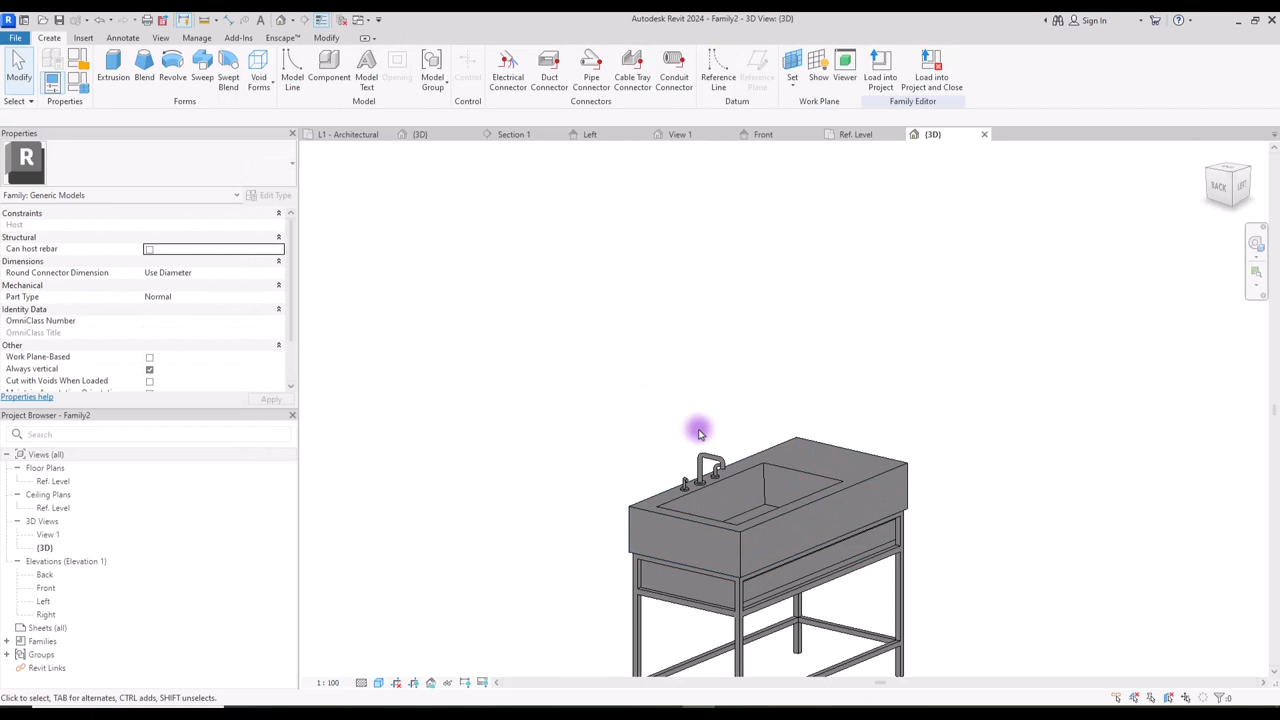 Autodesk Revit 2024 - Family2 - 3D View: {3D}
Sign In
File Create Insert Annotate View Manage Add-Ins Enscape™ Modify
Modify
Extrusion Blend Revolve Sweep Swept Blend Void Forms
Model Line Component Model Text Opening Model Group
Control
Electrical Connector Duct Connector Pipe Connector Cable Tray Connector Conduit Connector
Reference Line Reference Plane
Set Show Viewer
Load into Project Load into Project and Close
Select Properties Forms Model Control Connectors Datum Work Plane Family Editor
Properties
L1 - Architectural {3D} Section 1 Left View 1 Front Ref. Level {3D}
R
Family: Generic Models Edit Type
Constraints
Host
Structural
Can host rebar
Dimensions
Round Connector Dimension Use Diameter
Mechanical
Part Type Normal
Identity Data
OmniClass Number
OmniClass Title
Other
Work Plane-Based
Always vertical
Cut with Voids When Loaded
Properties help Apply
Project Browser - Family2
Search
Views (all)
Floor Plans
Ref. Level
Ceiling Plans
Ref. Level
3D Views
View 1
{3D}
Elevations (Elevation 1)
Back
Front
Left
Right
Sheets (all)
Families
Groups
Revit Links
BACK LEFT
1 : 100
Click to select, TAB for alternates, CTRL adds, SHIFT unselects.
:0